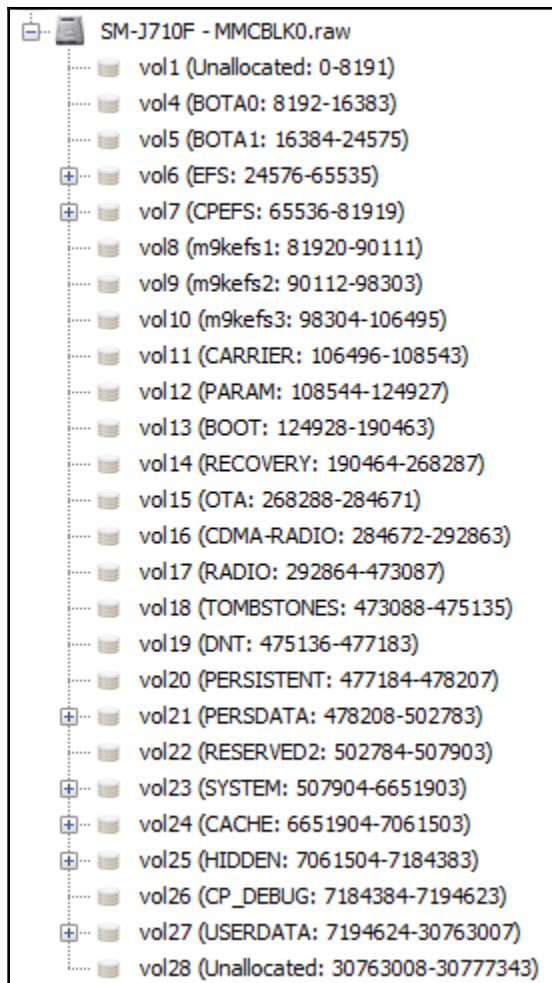 SM-J710F - MMCBLK0.raw
vol1 (Unallocated: 0-8191)
vol4 (BOTA0: 8192-16383)
vol5 (BOTA1: 16384-24575)
vol6 (EFS: 24576-65535)
vol7 (CPEFS: 65536-81919)
vol8 (m9kefs1: 81920-90111)
vol9 (m9kefs2: 90112-98303)
vol10 (m9kefs3: 98304-106495)
vol11 (CARRIER: 106496-108543)
vol12 (PARAM: 108544-124927)
vol13 (BOOT: 124928-190463)
vol14 (RECOVERY: 190464-268287)
vol15 (OTA: 268288-284671)
vol16 (CDMA-RADIO: 284672-292863)
vol17 (RADIO: 292864-473087)
vol18 (TOMBSTONES: 473088-475135)
vol19 (DNT: 475136-477183)
vol20 (PERSISTENT: 477184-478207)
vol21 (PERSDATA: 478208-502783)
vol22 (RESERVED2: 502784-507903)
vol23 (SYSTEM: 507904-6651903)
vol24 (CACHE: 6651904-7061503)
vol25 (HIDDEN: 7061504-7184383)
vol26 (CP_DEBUG: 7184384-7194623)
vol27 (USERDATA: 7194624-30763007)
vol28 (Unallocated: 30763008-30777343)